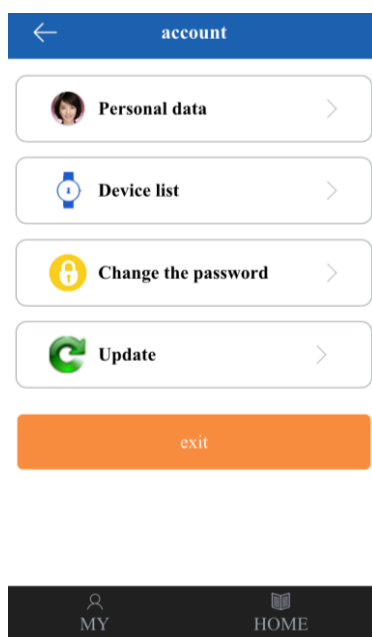 account
Personal data
Device list
Change the password
Update
exit
MY
HOME